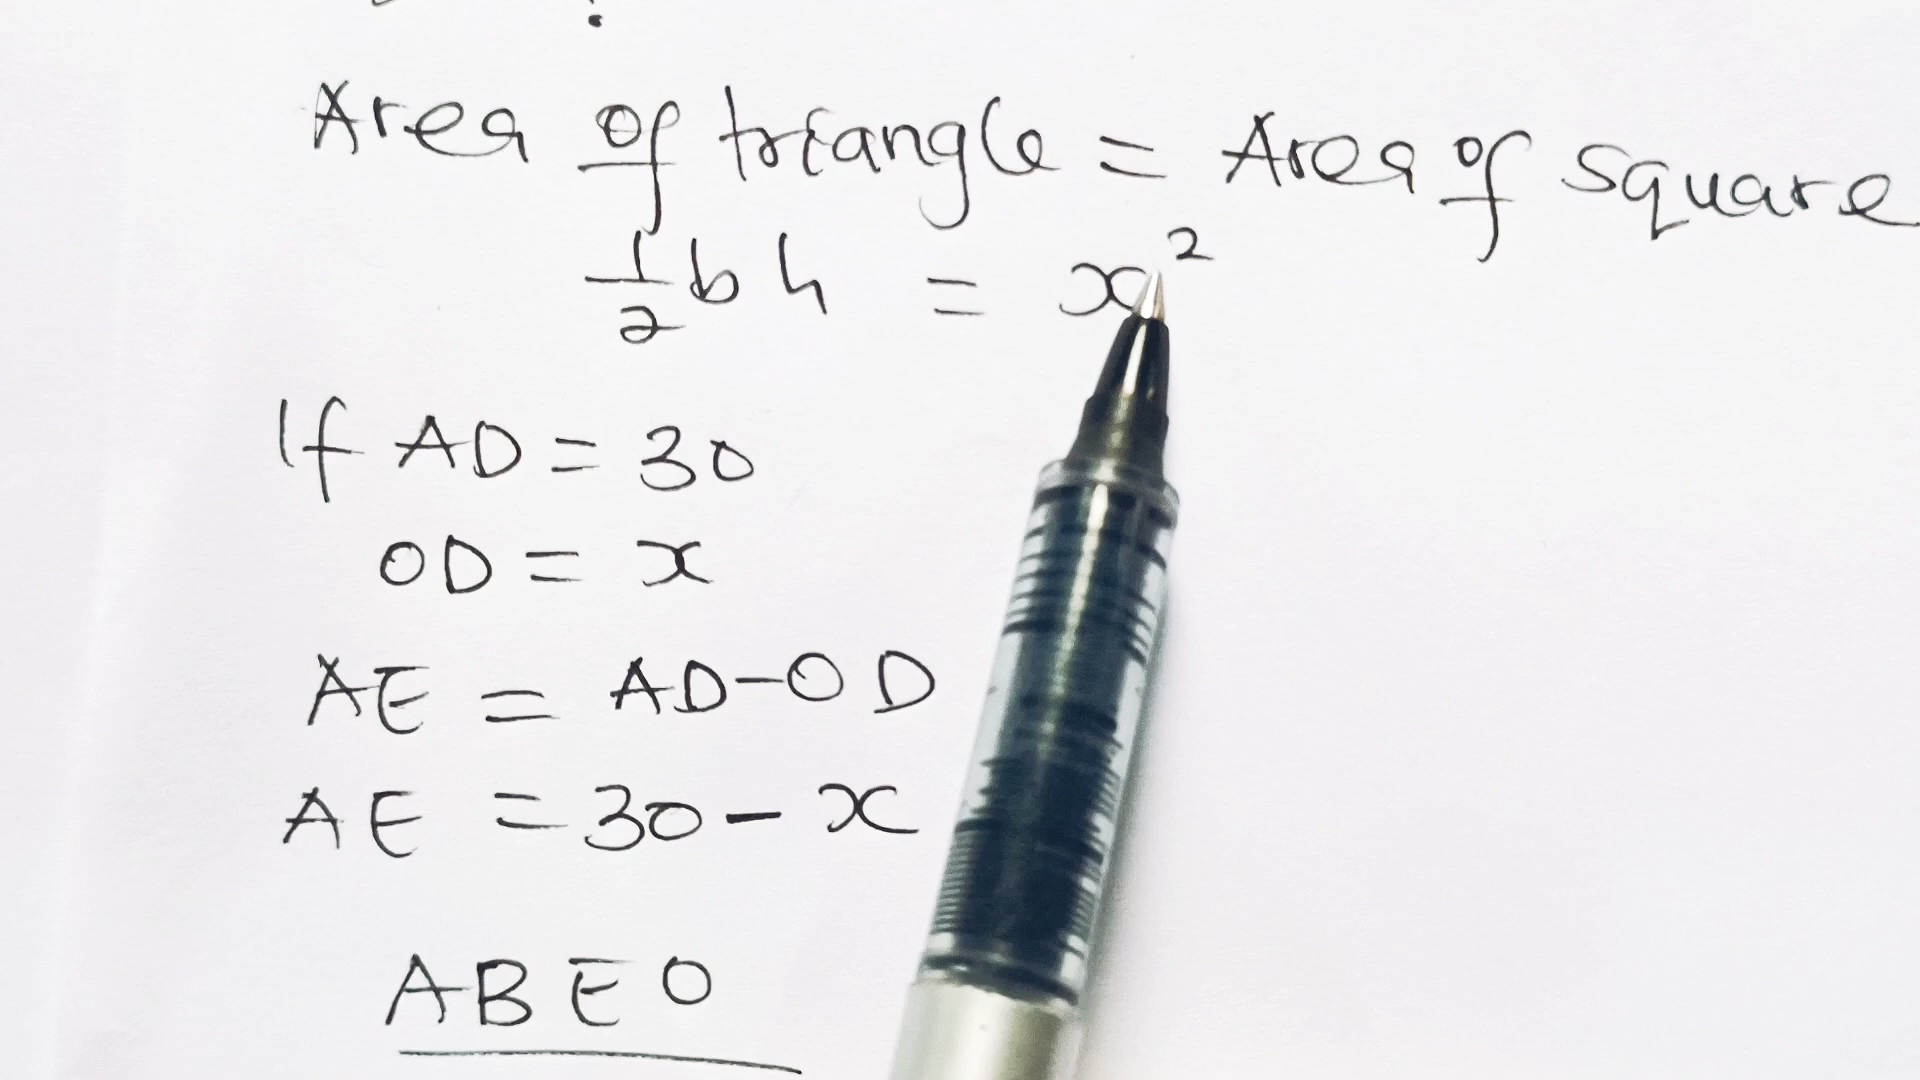 Area of triangle = Area of square
1/2 b h = x²
If AD = 30
OD = x
AE = AD - OD
AE = 30 - x
ABEO